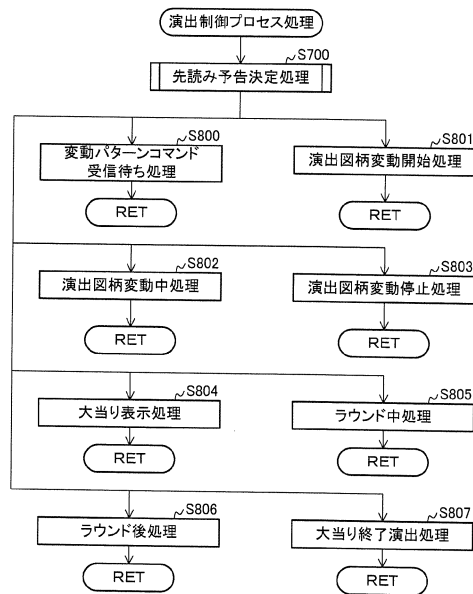 演出制御プロセス処理
S700
先読み予告決定処理
S800
変動パターンコマンド
受信待ち処理
RET
S801
演出図柄変動開始処理
RET
S802
演出図柄変動中処理
RET
S803
演出図柄変動停止処理
RET
S804
大当り表示処理
RET
S805
ラウンド中処理
RET
S806
ラウンド後処理
RET
S807
大当り終了演出処理
RET